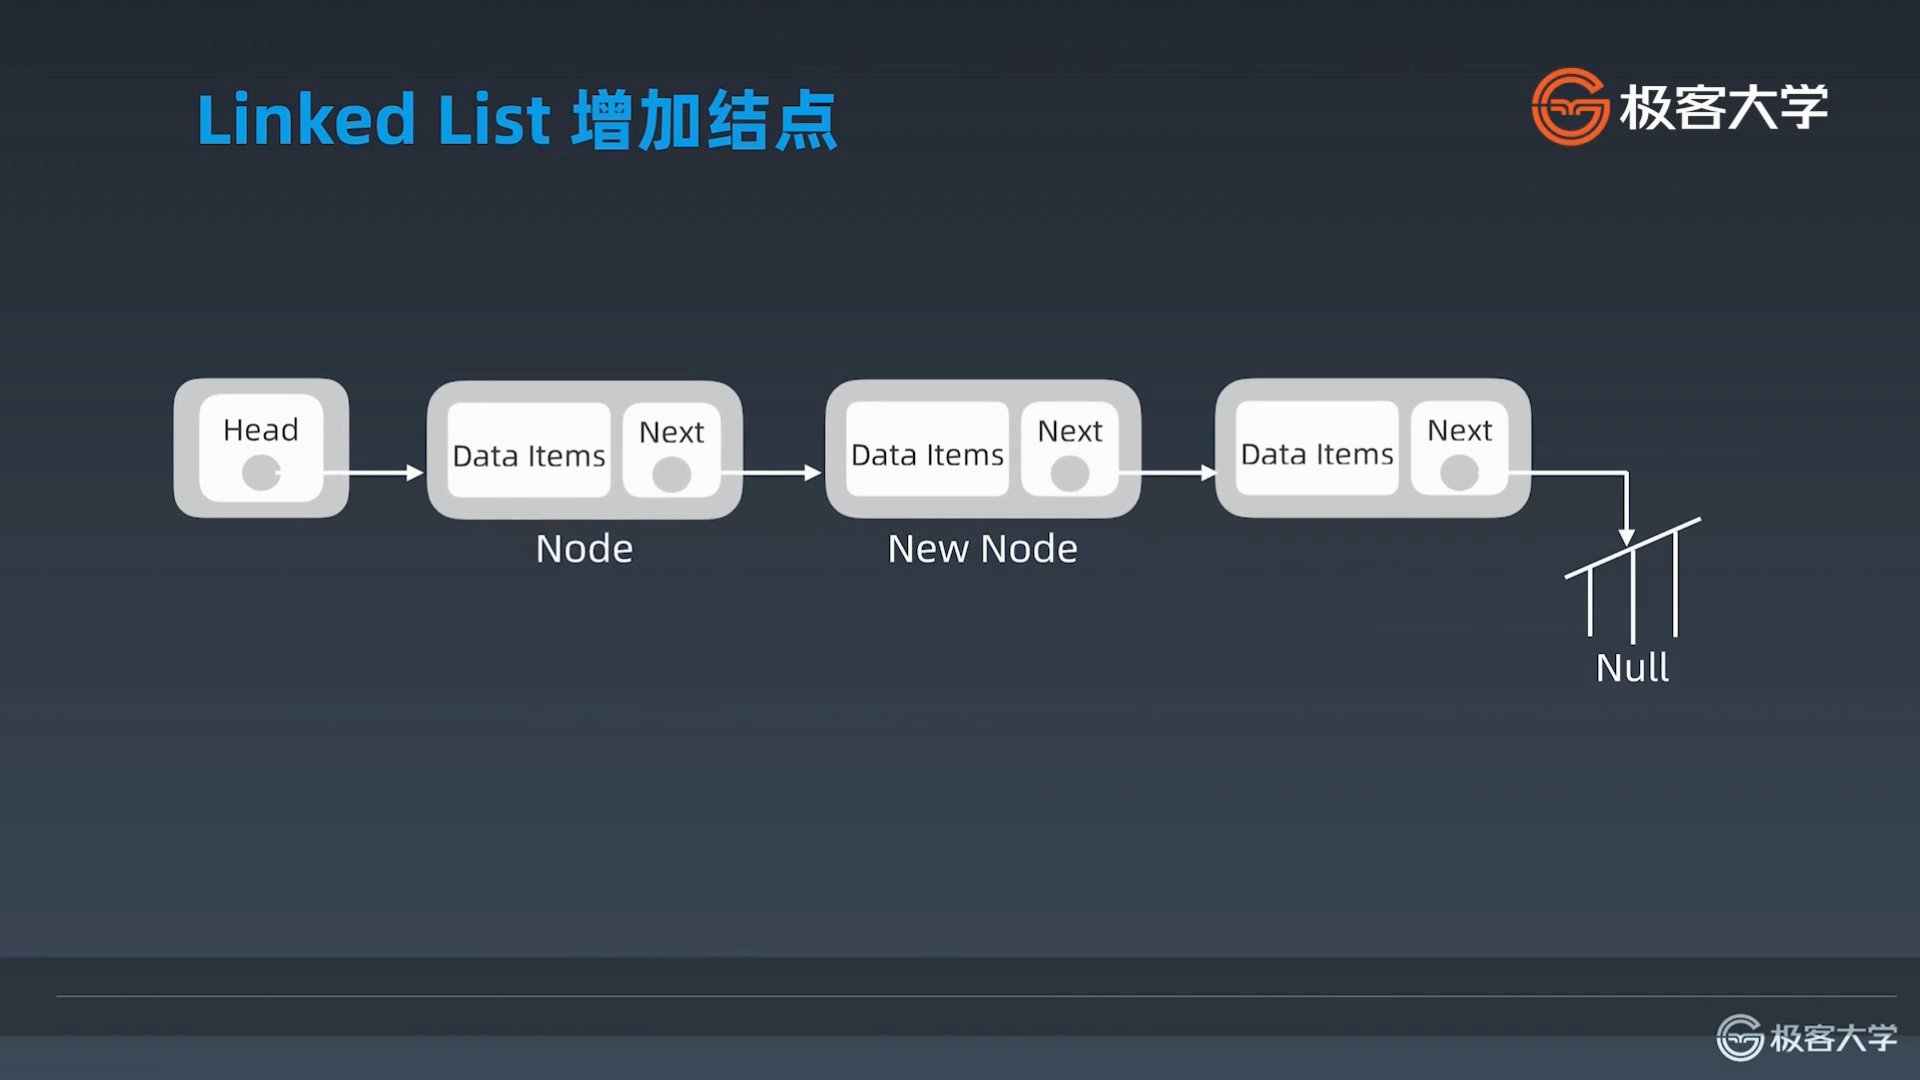 Linked List 增加结点
极客大学
Head
Data Items
Next
Data Items
Next
Data Items
Next
Node
New Node
Null
极客大学